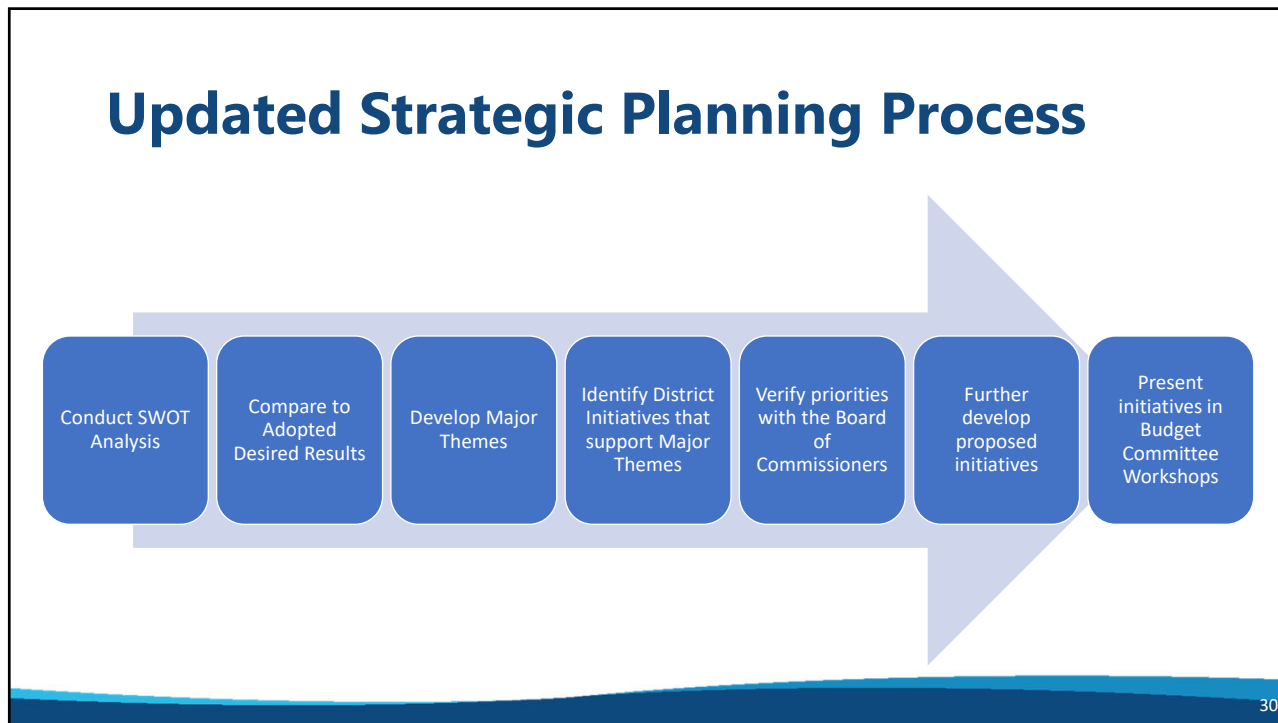 Updated Strategic Planning Process
Conduct SWOT
Analysis
Compare to
Adopted
Desired Results
Develop Major
Themes
Identify District
Initiatives that
support Major
Themes
Verify priorities
with the Board
of
Commissioners
Further
develop
proposed
initiatives
Present
initiatives in
Budget
Committee
Workshops
30